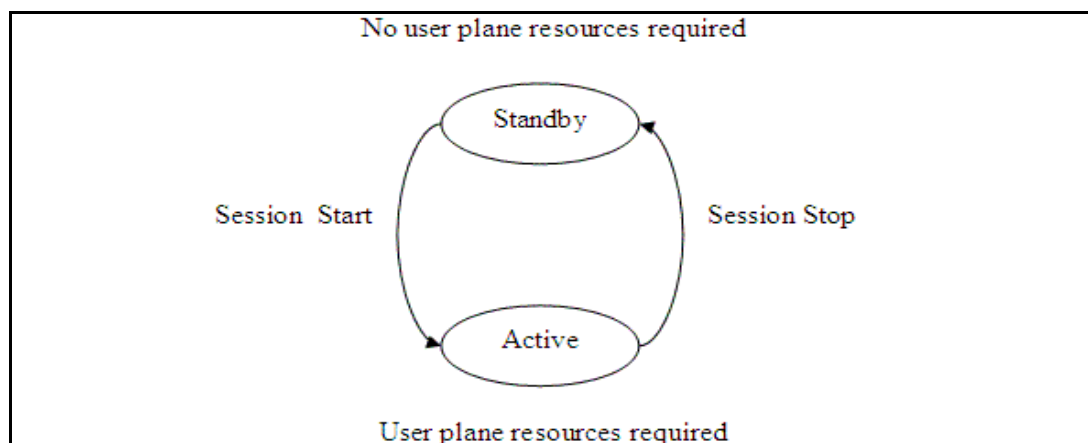 No user plane resources required
Standby
Session Start
Session Stop
Active
User plane resources required